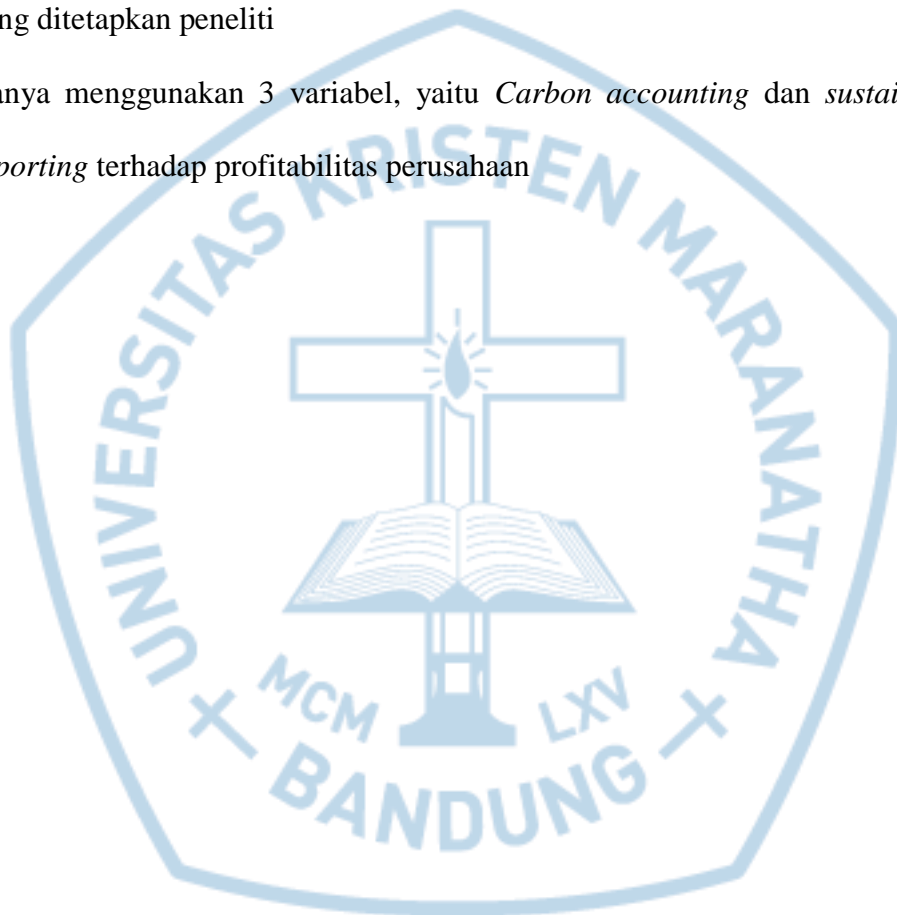 ng ditetapkan peneliti
anya menggunakan 3 variabel, yaitu Carbon accounting dan sustai
porting terhadap profitabilitas perusahaan
UNIVERSITAS KRISTEN MARANATHA
MCM LXV
BANDUNG